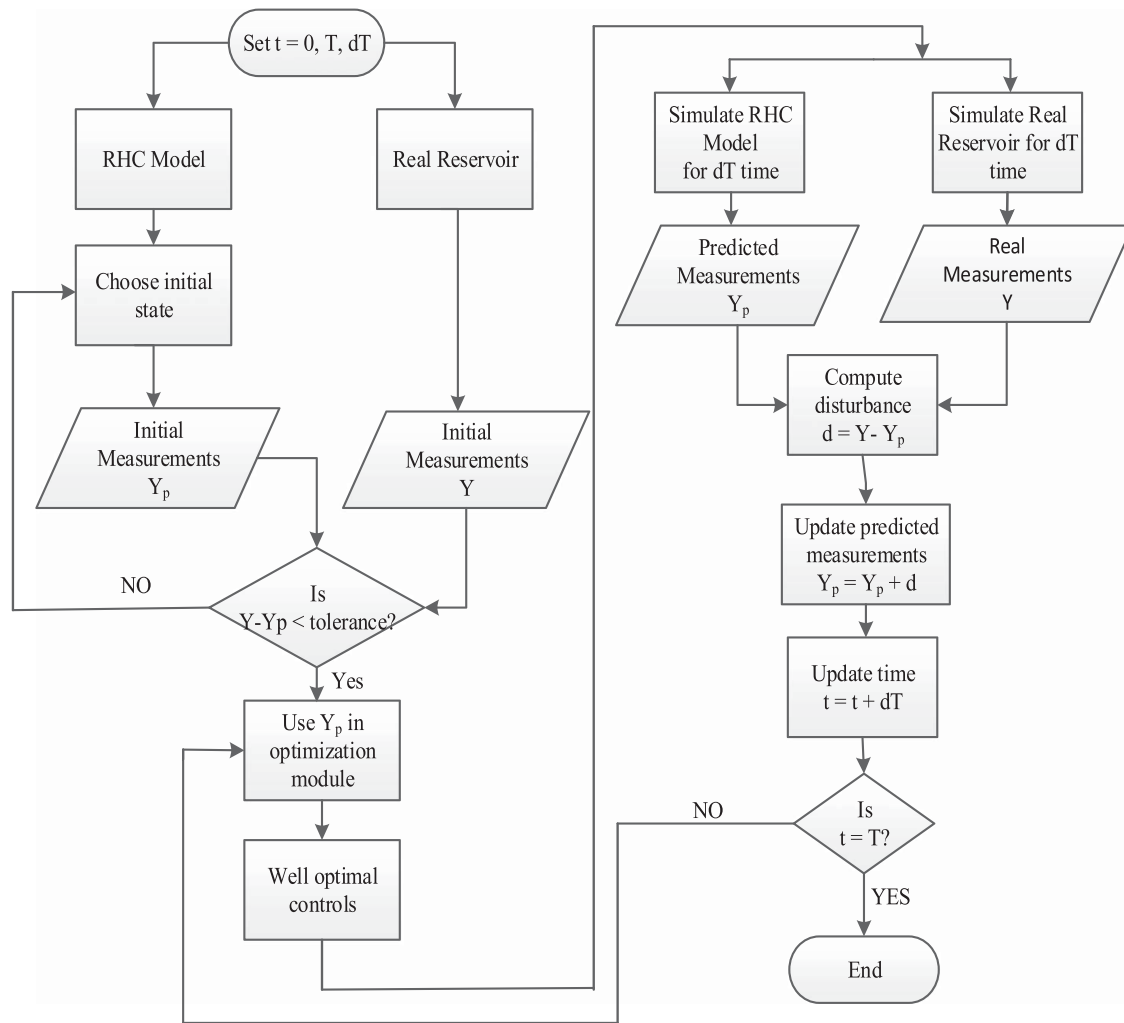 Set t = 0, T, dT
RHC Model
Real Reservoir
Choose initial
state
Initial
Measurements
Yₚ
Initial
Measurements
Y
Is
Y-Yp < tolerance?
NO
Yes
Use Yₚ in
optimization
module
Well optimal
controls
Simulate RHC
Model
for dT time
Simulate Real
Reservoir for dT
time
Predicted
Measurements
Yₚ
Real
Measurements
Y
Compute
disturbance
d = Y- Yₚ
Update predicted
measurements
Yₚ = Yₚ + d
Update time
t = t + dT
Is
t = T?
NO
YES
End